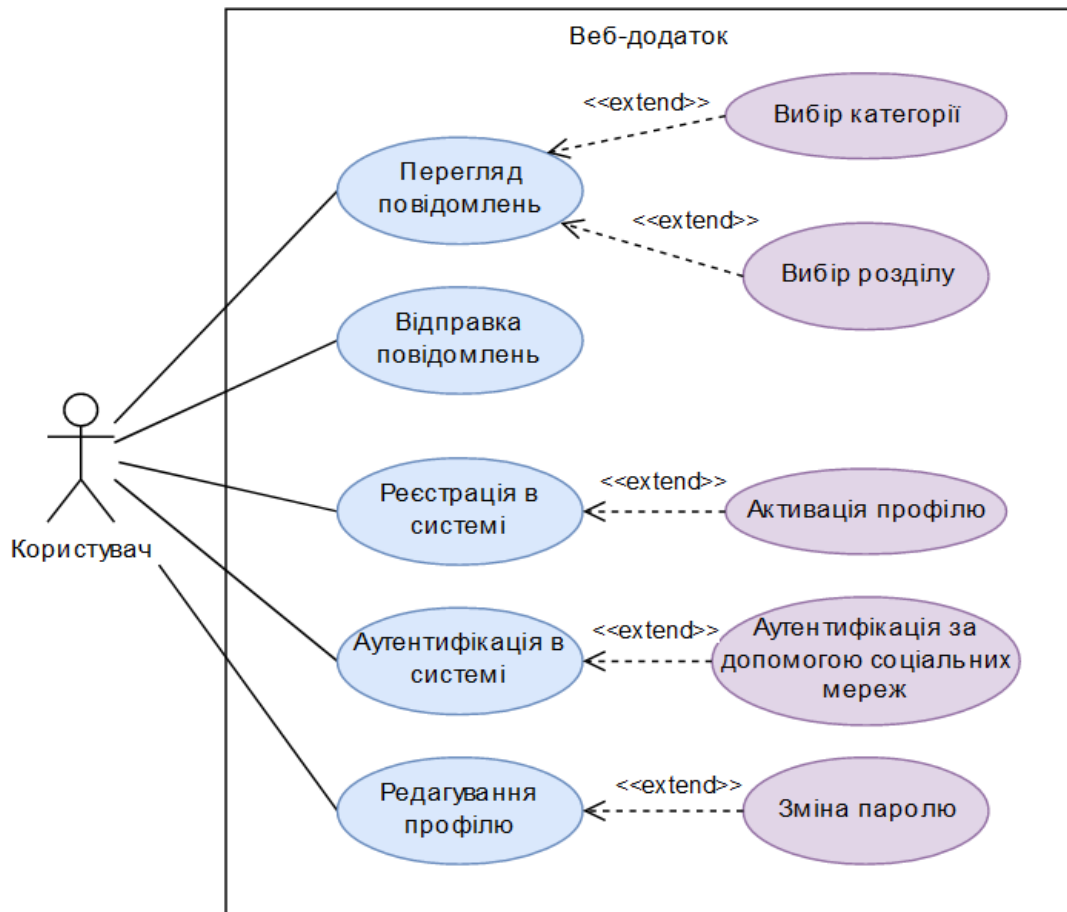 Веб-додаток
<<extend>>
Вибір категорії
Перегляд
повідомлень
<<extend>>
Вибір розділу
Відправка
повідомлень
Користувач
Реєстрація в
системі
<<extend>>
Активація профілю
Аутентифікація в
системі
<<extend>>
Аутентифікація за
допомогою соціальних
мереж
Редагування
профілю
<<extend>>
Зміна паролю